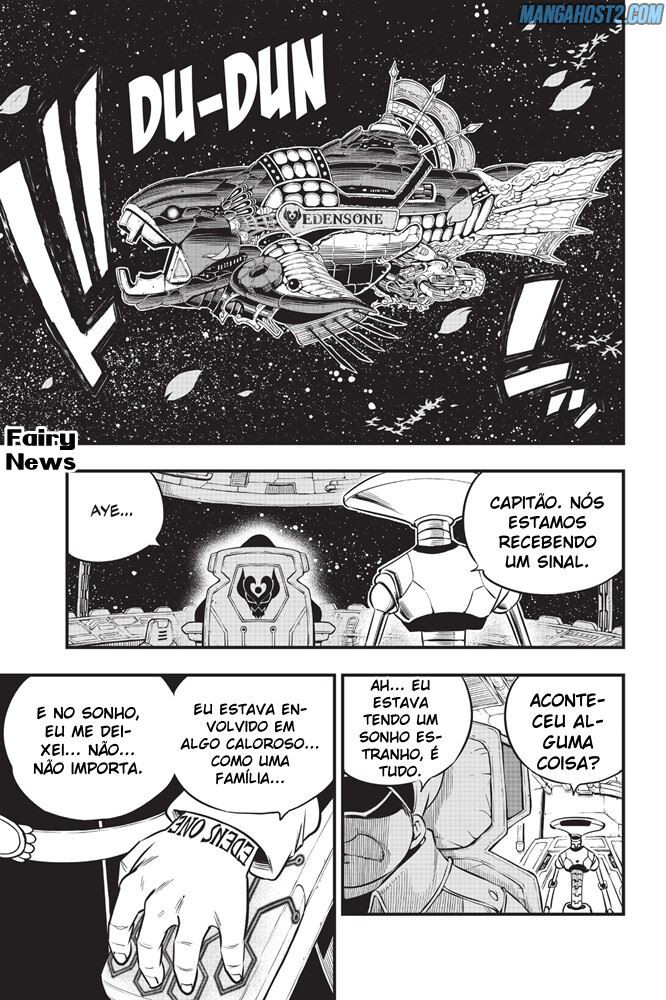 MANGAHOST2.COM
DU-DUN
EDENSONE
Fairy
News
CAPITÃO. NÓS
ESTAMOS
RECEBENDO
UM SINAL.
AYE...
ACONTE-
CEU AL-
GUMA
COISA?
AH... EU
ESTAVA
TENDO UM
SONHO ES-
TRANHO, É
TUDO.
EU ESTAVA EN-
VOLVIDO EM
ALGO CALOROSO...
COMO UMA
FAMÍLIA...
E NO SONHO,
EU ME DEI-
XEI... NÃO...
NÃO IMPORTA.
EDENS ONE